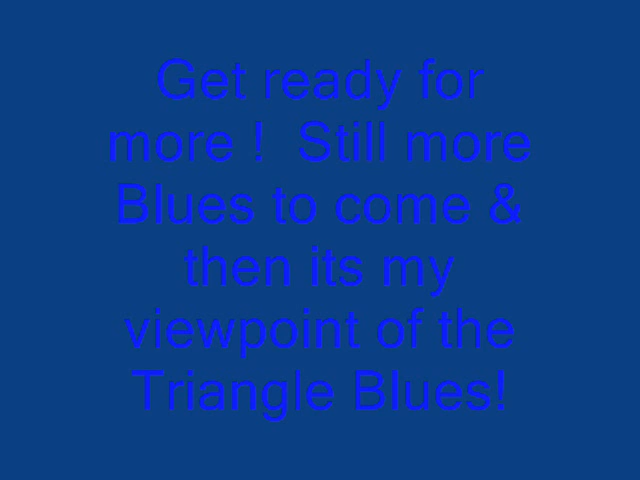 Get ready for
more !  Still more
Blues to come &
then its my
viewpoint of the
Triangle Blues!